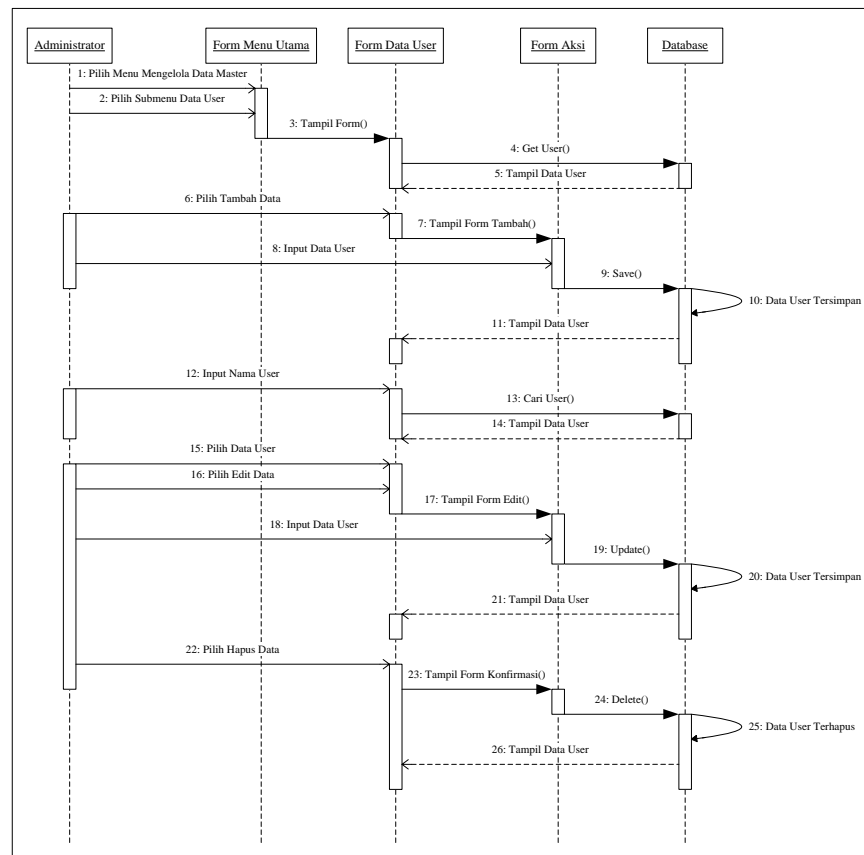 Administrator
Form Menu Utama
Form Data User
Form Aksi
Database
1: Pilih Menu Mengelola Data Master
2: Pilih Submenu Data User
3: Tampil Form()
4: Get User()
5: Tampil Data User
6: Pilih Tambah Data
7: Tampil Form Tambah()
8: Input Data User
9: Save()
10: Data User Tersimpan
11: Tampil Data User
12: Input Nama User
13: Cari User()
14: Tampil Data User
15: Pilih Data User
16: Pilih Edit Data
17: Tampil Form Edit()
18: Input Data User
19: Update()
20: Data User Tersimpan
21: Tampil Data User
22: Pilih Hapus Data
23: Tampil Form Konfirmasi()
24: Delete()
25: Data User Terhapus
26: Tampil Data User